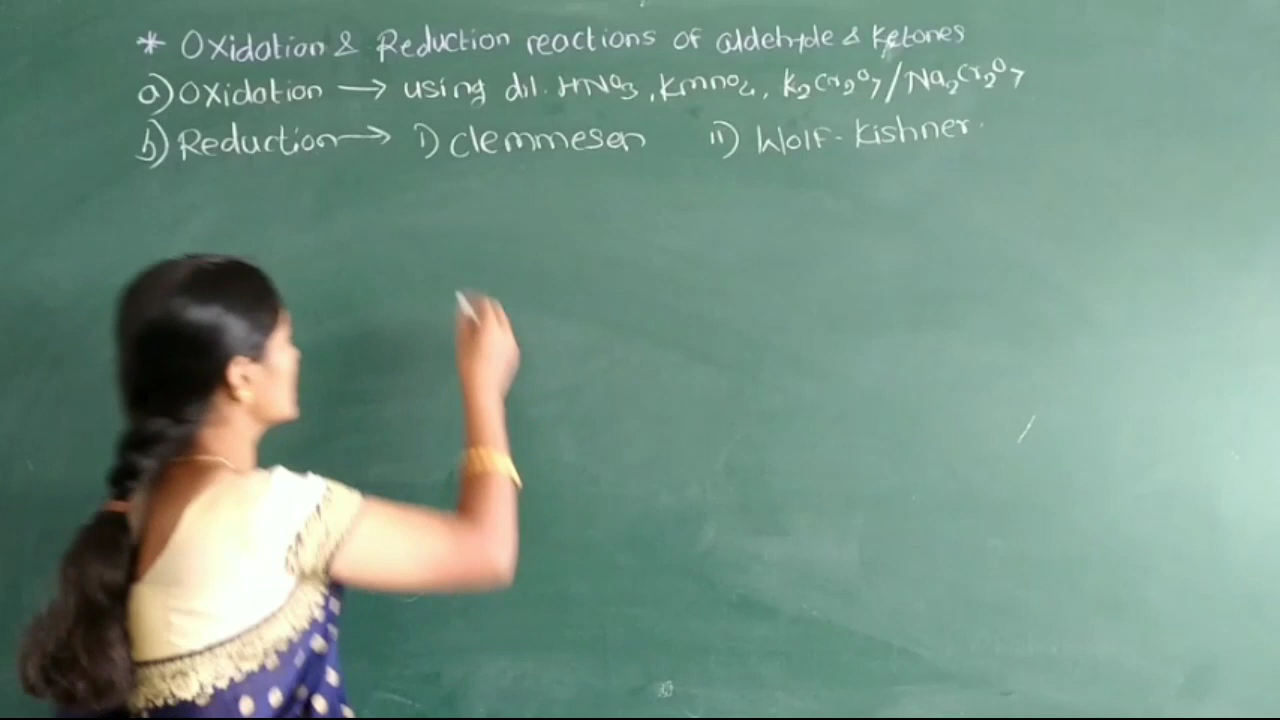 * Oxidation & Reduction reactions of aldehyde & Ketones
a) Oxidation → using dil. HNO3, KmnO4, K2Cr2O7/Na2Cr2O7
b) Reduction → i) Clemmesen ii) Wolf-Kishner.